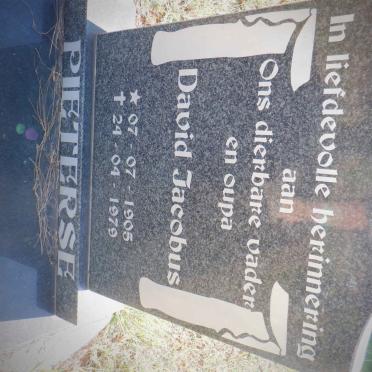 In liefdevolle herinnering
aan
Ons dierbare vader
en oupa
David Jacobus
★ 07 - 07 - 1905
✝ 24 - 04 - 1979
PIETERSE